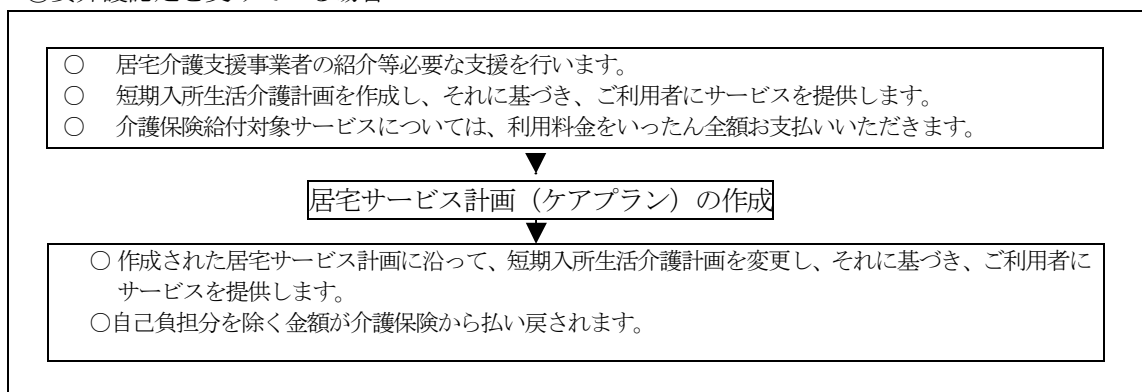 ○ 居宅介護支援事業者の紹介等必要な支援を行います。
○ 短期入所生活介護計画を作成し、それに基づき、ご利用者にサービスを提供します。
○ 介護保険給付対象サービスについては、利用料金をいったん全額お支払いいただきます。
居宅サービス計画（ケアプラン）の作成
○ 作成された居宅サービス計画に沿って、短期入所生活介護計画を変更し、それに基づき、ご利用者に
サービスを提供します。
○自己負担分を除く金額が介護保険から払い戻されます。